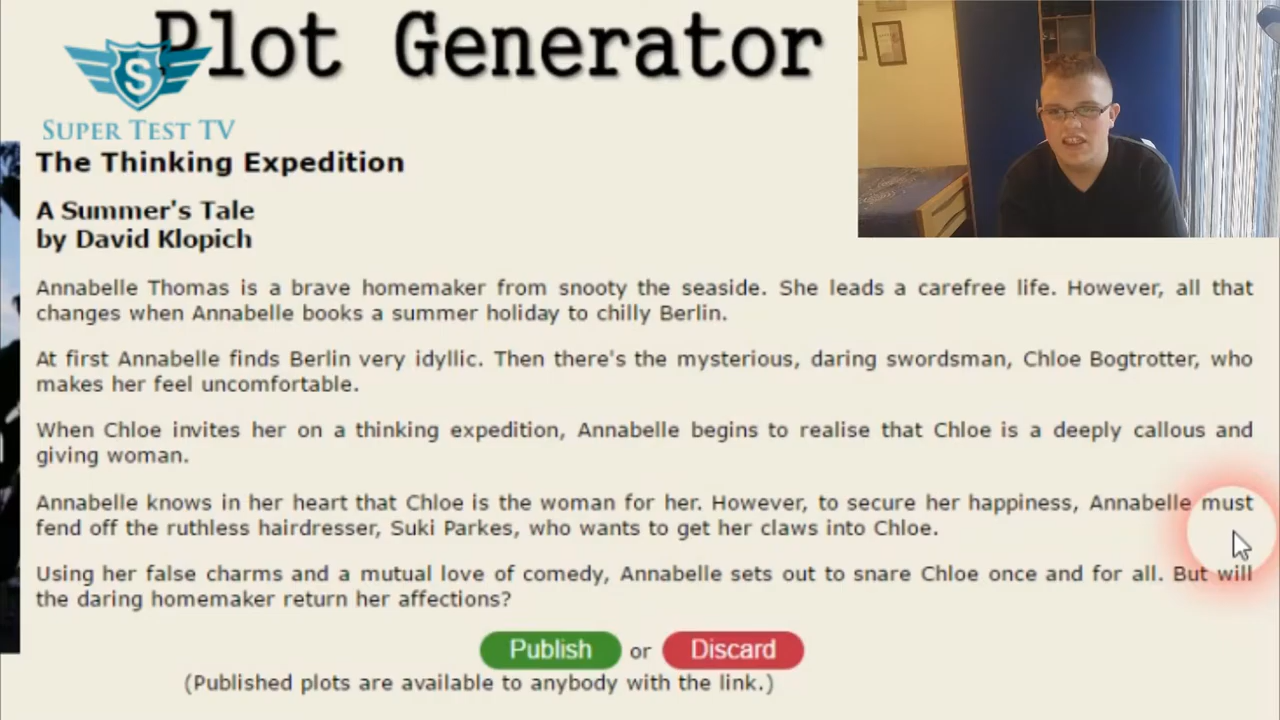 Plot Generator
S
SUPER TEST TV
The Thinking Expedition
A Summer's Tale
by David Klopich
Annabelle Thomas is a brave homemaker from snooty the seaside. She leads a carefree life. However, all that
changes when Annabelle books a summer holiday to chilly Berlin.
At first Annabelle finds Berlin very idyllic. Then there's the mysterious, daring swordsman, Chloe Bogtrotter, who
makes her feel uncomfortable.
When Chloe invites her on a thinking expedition, Annabelle begins to realise that Chloe is a deeply callous and
giving woman.
Annabelle knows in her heart that Chloe is the woman for her. However, to secure her happiness, Annabelle must
fend off the ruthless hairdresser, Suki Parkes, who wants to get her claws into Chloe.
Using her false charms and a mutual love of comedy, Annabelle sets out to snare Chloe once and for all. But will
the daring homemaker return her affections?
Publish or Discard
(Published plots are available to anybody with the link.)